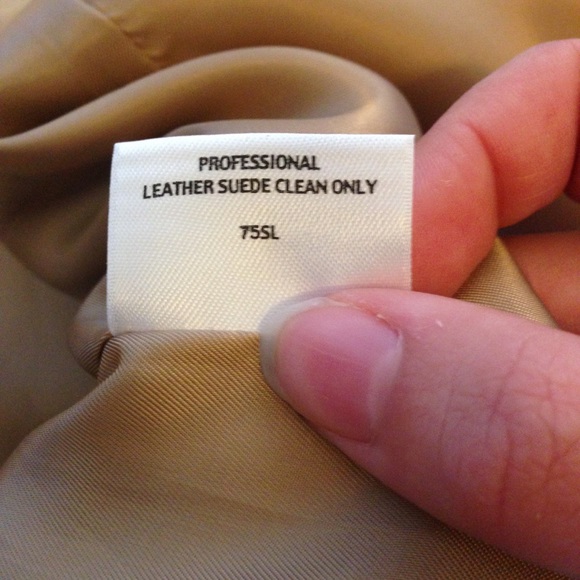 PROFESSIONAL
LEATHER SUEDE CLEAN ONLY
75SL